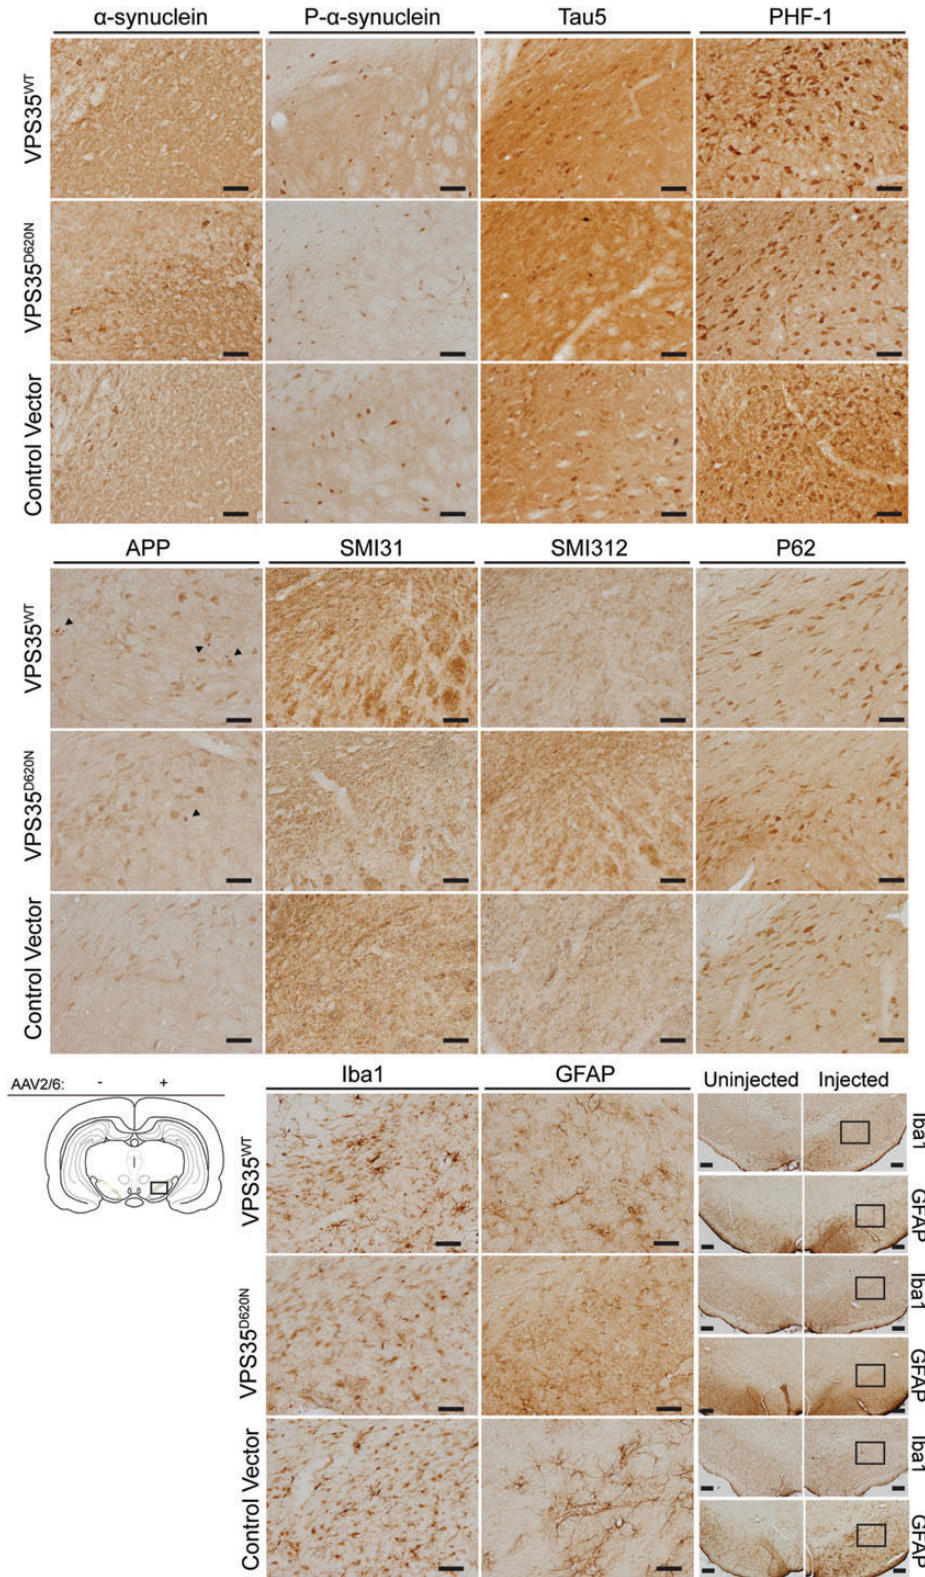 α-synuclein P-α-synuclein Tau5 PHF-1
VPS35WT
VPS35D620N
Control Vector
APP SMI31 SMI312 P62
VPS35WT
VPS35D620N
Control Vector
AAV2/6: - +
Iba1 GFAP Uninjected Injected
VPS35WT
Iba1
GFAP
VPS35D620N
Iba1
GFAP
Control Vector
Iba1
GFAP